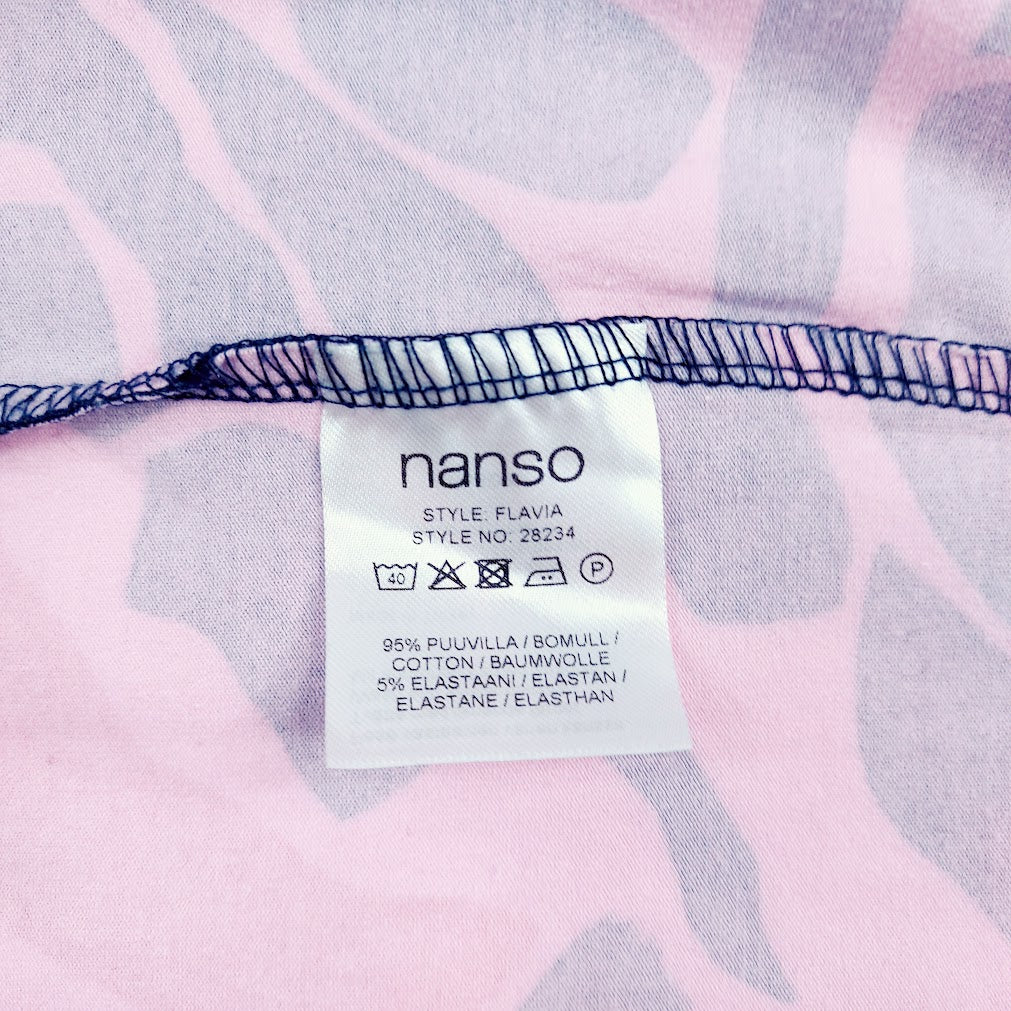 nanso
STYLE: FLAVIA
STYLE NO: 28234
40 P
95% PUUVILLA / BOMULL /
COTTON / BAUMWOLLE
5% ELASTAANI / ELASTAN /
ELASTANE / ELASTHAN